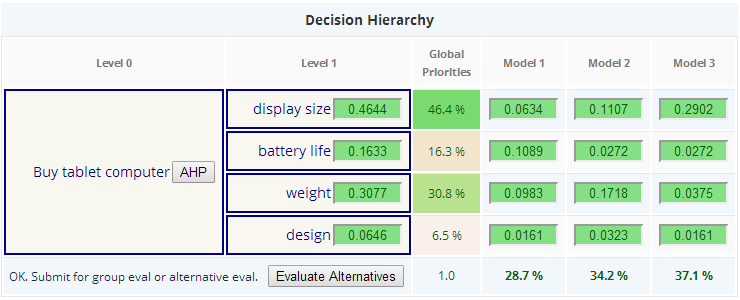 Decision Hierarchy
Level 0 Level 1 Global Priorities Model 1 Model 2 Model 3
display size 0.4644 46.4 % 0.0634 0.1107 0.2902
battery life 0.1633 16.3 % 0.1089 0.0272 0.0272
Buy tablet computer AHP
weight 0.3077 30.8 % 0.0983 0.1718 0.0375
design 0.0646 6.5 % 0.0161 0.0323 0.0161
OK. Submit for group eval or alternative eval. Evaluate Alternatives 1.0 28.7 % 34.2 % 37.1 %